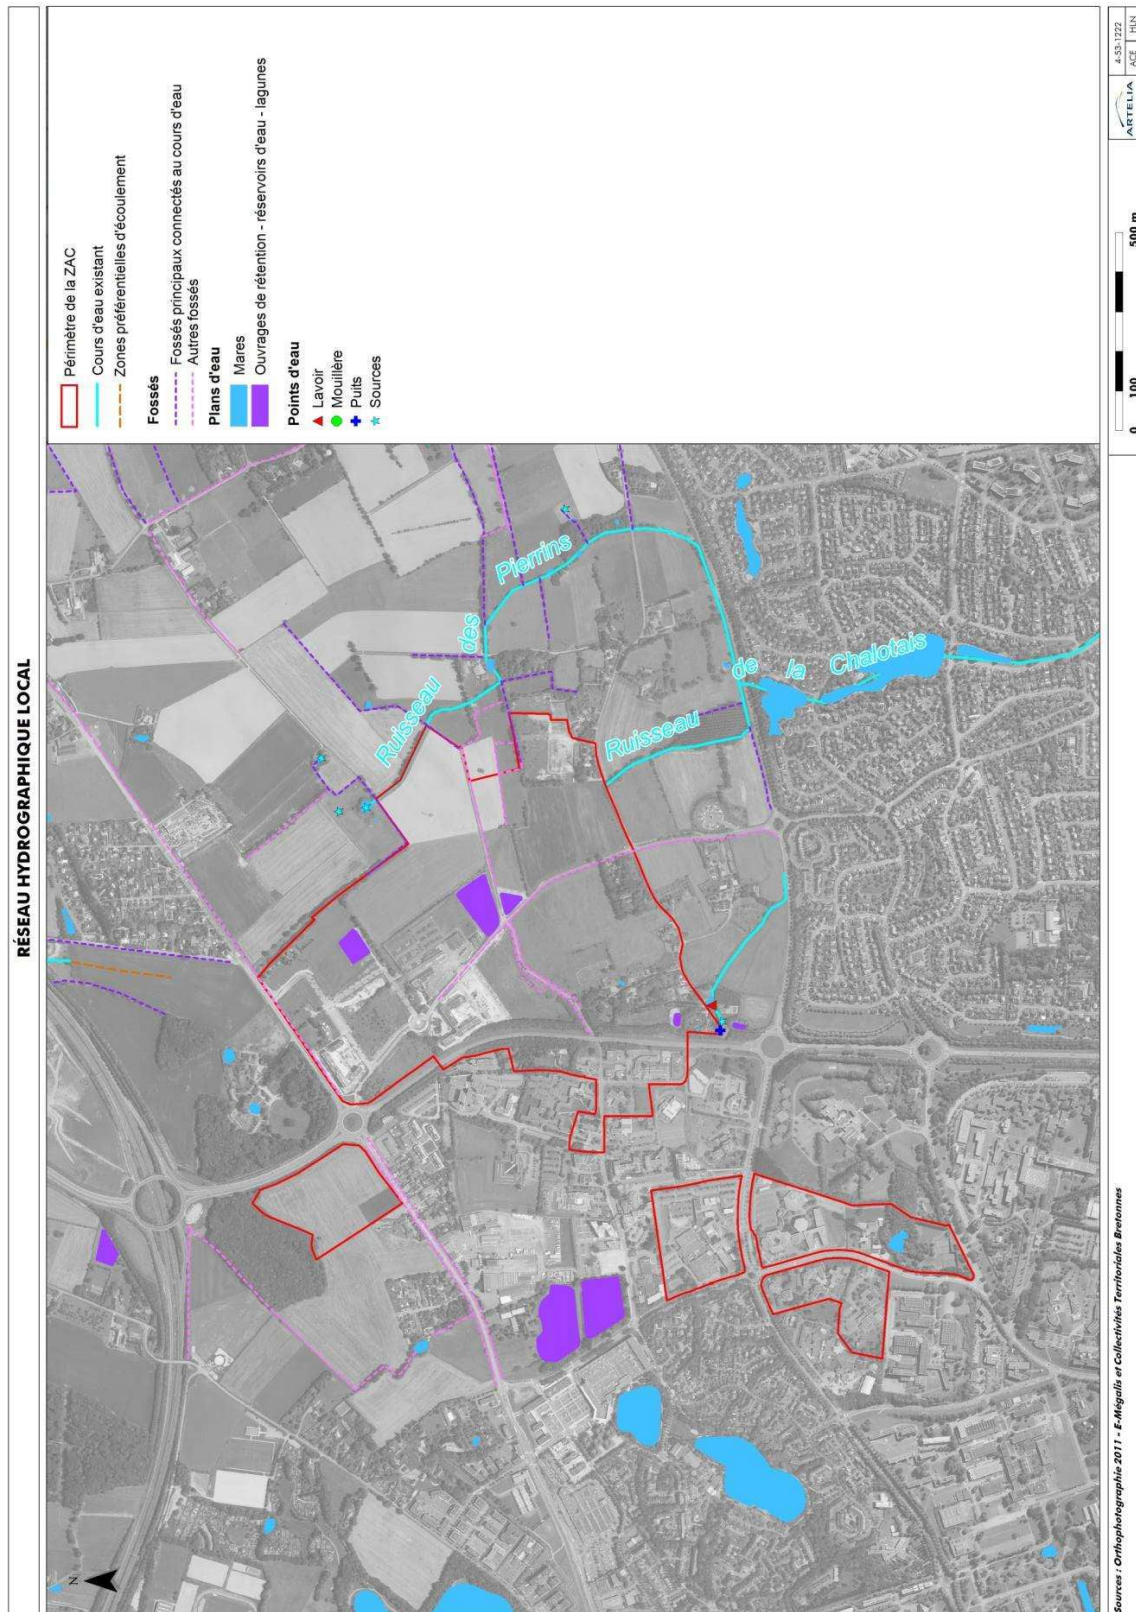 RÉSEAU HYDROGRAPHIQUE LOCAL
Périmètre de la ZAC
Cours d'eau existant
Zones préférentielles d'écoulement
Fossés
Fossés principaux connectés au cours d'eau
Autres fossés
Plans d'eau
Mares
Ouvrages de rétention - réservoirs d'eau - lagunes
Points d'eau
Lavoir
Mouillère
Puits
Sources
Ruisseau des Pierrins
Ruisseau de la Chalotais
N
Sources : Orthophotographie 2011 - E-Mégalis et Collectivités Territoriales Bretonnes
0 100 500 m
ARTELIA
4-53-1222
ACE HLN